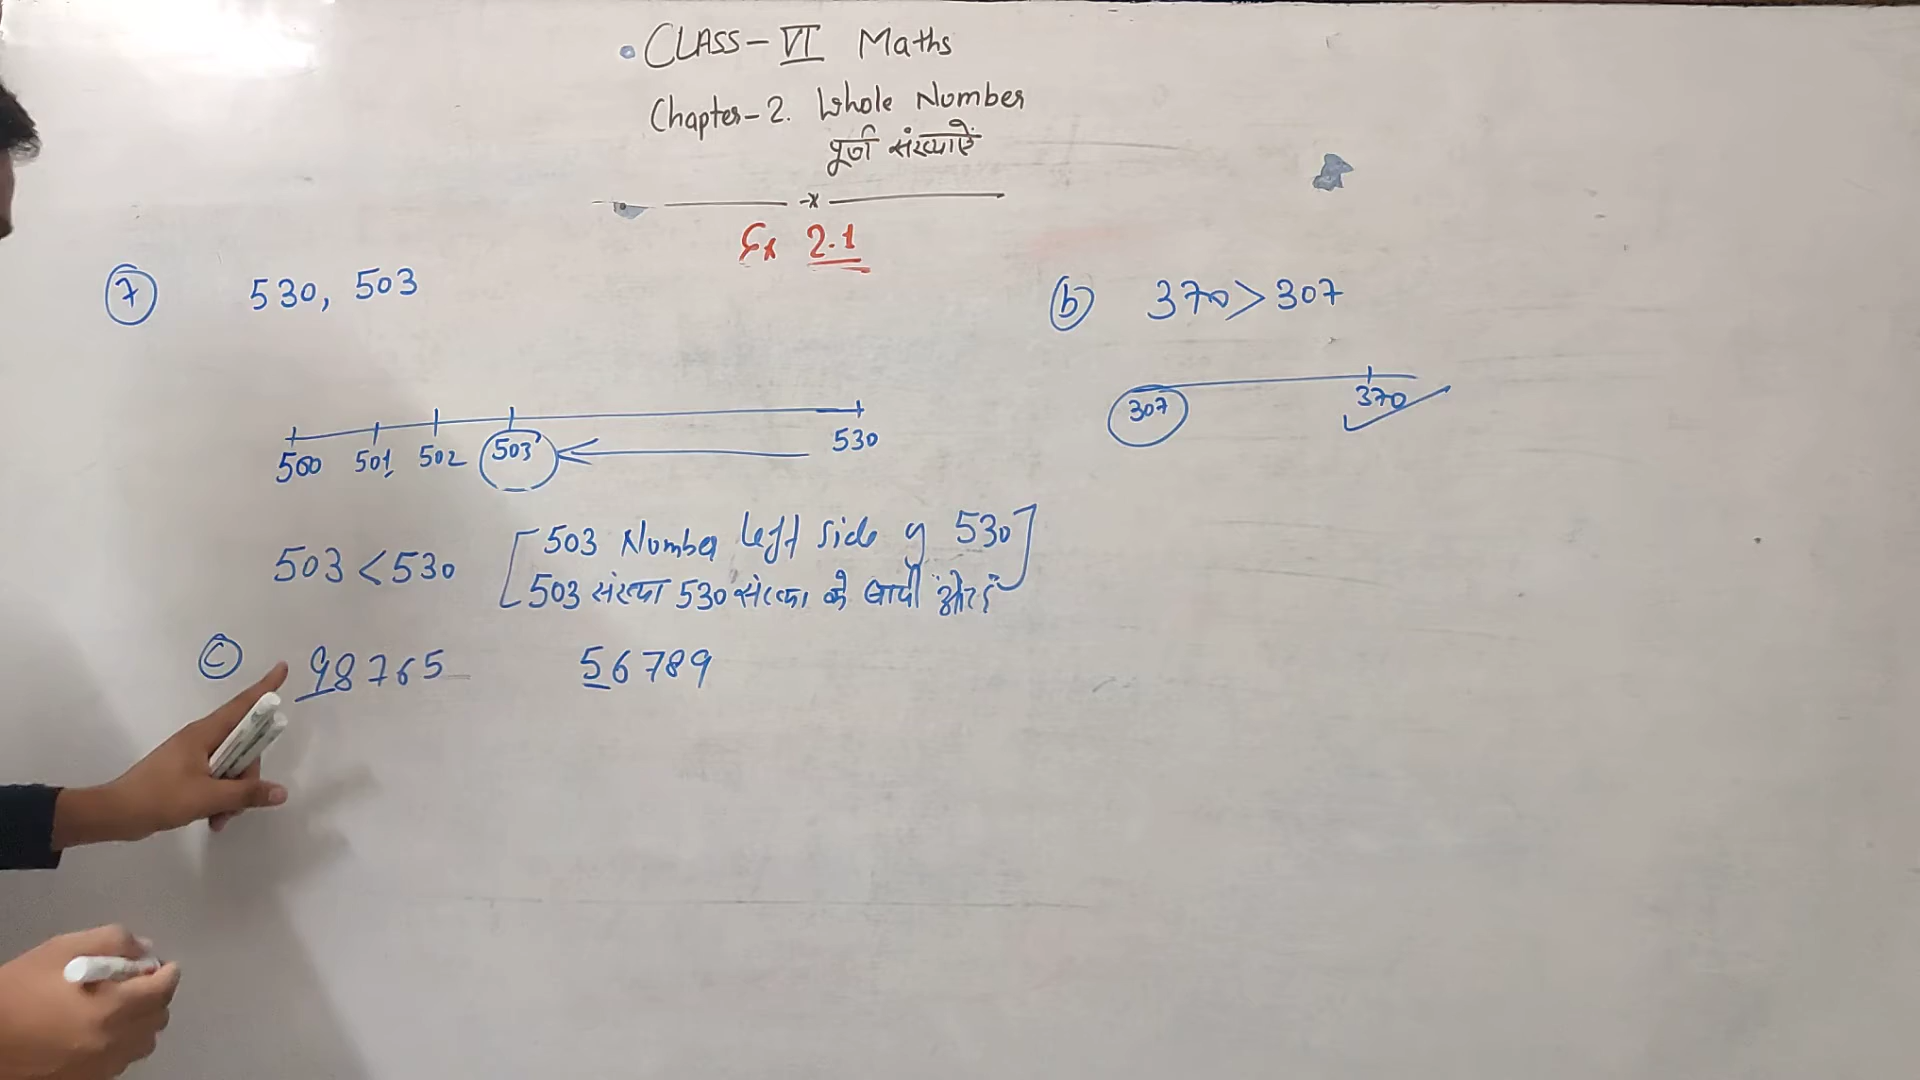 CLASS-VI Maths
Chapter-2. Whole Number
पूर्ण संख्याऐं
-x
Ex 2.1
7 530, 503
500 501 502 503 530
503 < 530
503 Number left side of 530
503 संख्या 530 संख्या के बायीं ओर है
C 98765 56789
b 370 > 307
307 370